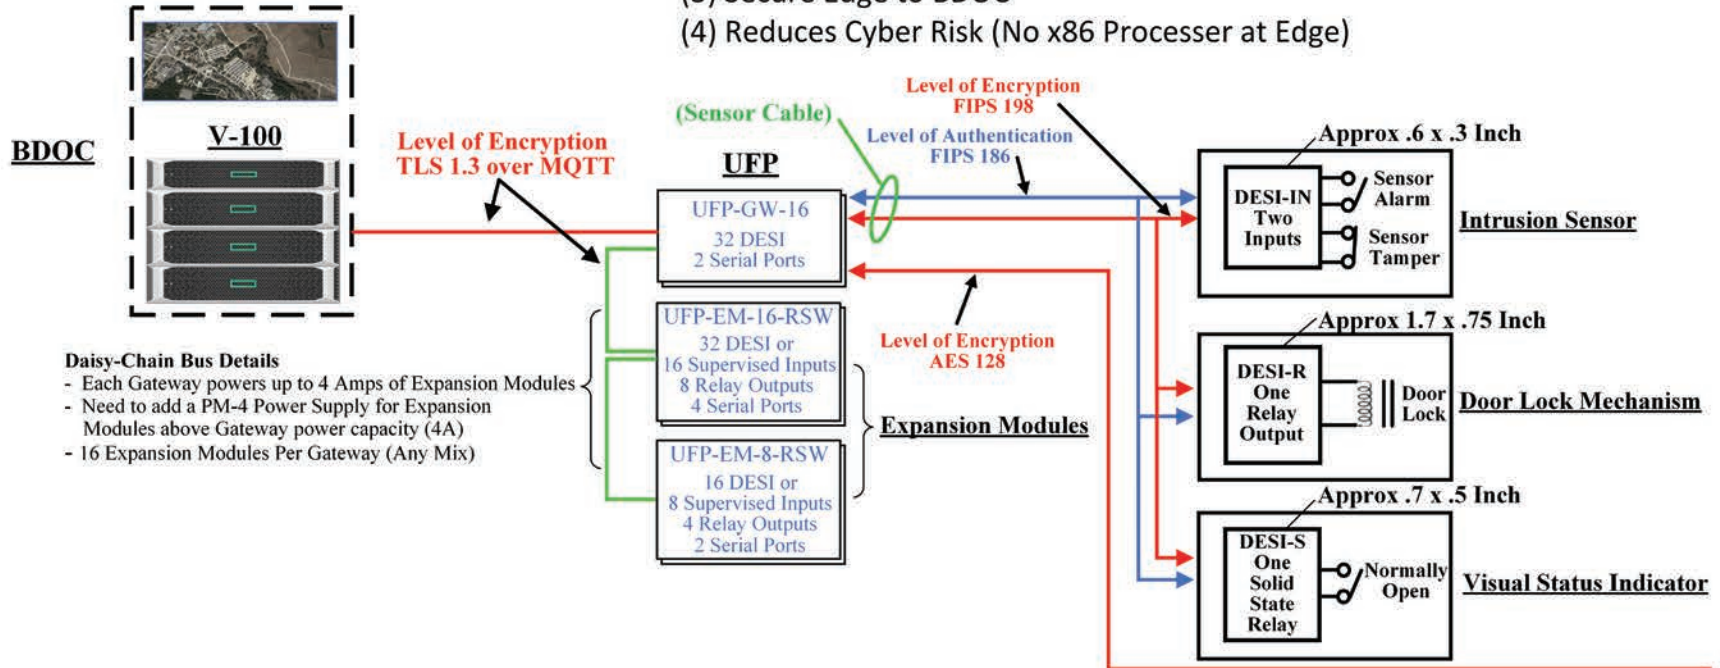 (3) Secure Edge to BDOC
(4) Reduces Cyber Risk (No x86 Processer at Edge)
BDOC
V-100
Level of Encryption
TLS 1.3 over MQTT
(Sensor Cable)
Level of Encryption
FIPS 198
Level of Authentication
FIPS 186
UFP
UFP-GW-16
32 DESI
2 Serial Ports
UFP-EM-16-RSW
32 DESI or
16 Supervised Inputs
8 Relay Outputs
4 Serial Ports
UFP-EM-8-RSW
16 DESI or
8 Supervised Inputs
4 Relay Outputs
2 Serial Ports
Expansion Modules
Level of Encryption
AES 128
Daisy-Chain Bus Details
- Each Gateway powers up to 4 Amps of Expansion Modules
- Need to add a PM-4 Power Supply for Expansion
Modules above Gateway power capacity (4A)
- 16 Expansion Modules Per Gateway (Any Mix)
Approx .6 x .3 Inch
DESI-IN
Two
Inputs
Sensor
Alarm
Sensor
Tamper
Intrusion Sensor
Approx 1.7 x .75 Inch
DESI-R
One
Relay
Output
Door
Lock
Door Lock Mechanism
Approx .7 x .5 Inch
DESI-S
One
Solid
State
Relay
Normally
Open
Visual Status Indicator